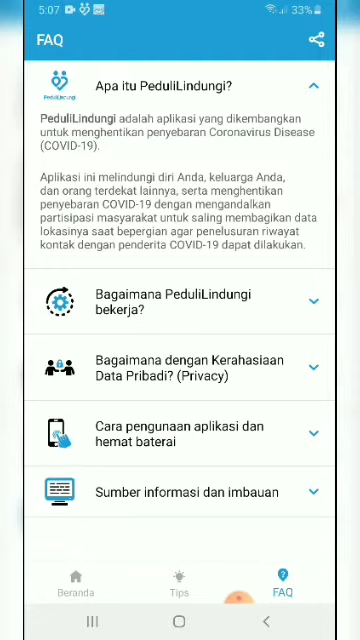 5:07
33%
FAQ
PeduliLindungi
Apa itu PeduliLindungi?
PeduliLindungi adalah aplikasi yang dikembangkan
untuk menghentikan penyebaran Coronavirus Disease
(COVID-19).
Aplikasi ini melindungi diri Anda, keluarga Anda,
dan orang terdekat lainnya, serta menghentikan
penyebaran COVID-19 dengan mengandalkan
partisipasi masyarakat untuk saling membagikan data
lokasinya saat bepergian agar penelusuran riwayat
kontak dengan penderita COVID-19 dapat dilakukan.
Bagaimana PeduliLindungi
bekerja?
Bagaimana dengan Kerahasiaan
Data Pribadi? (Privacy)
Cara pengunaan aplikasi dan
hemat baterai
Sumber informasi dan imbauan
Beranda
Tips
FAQ